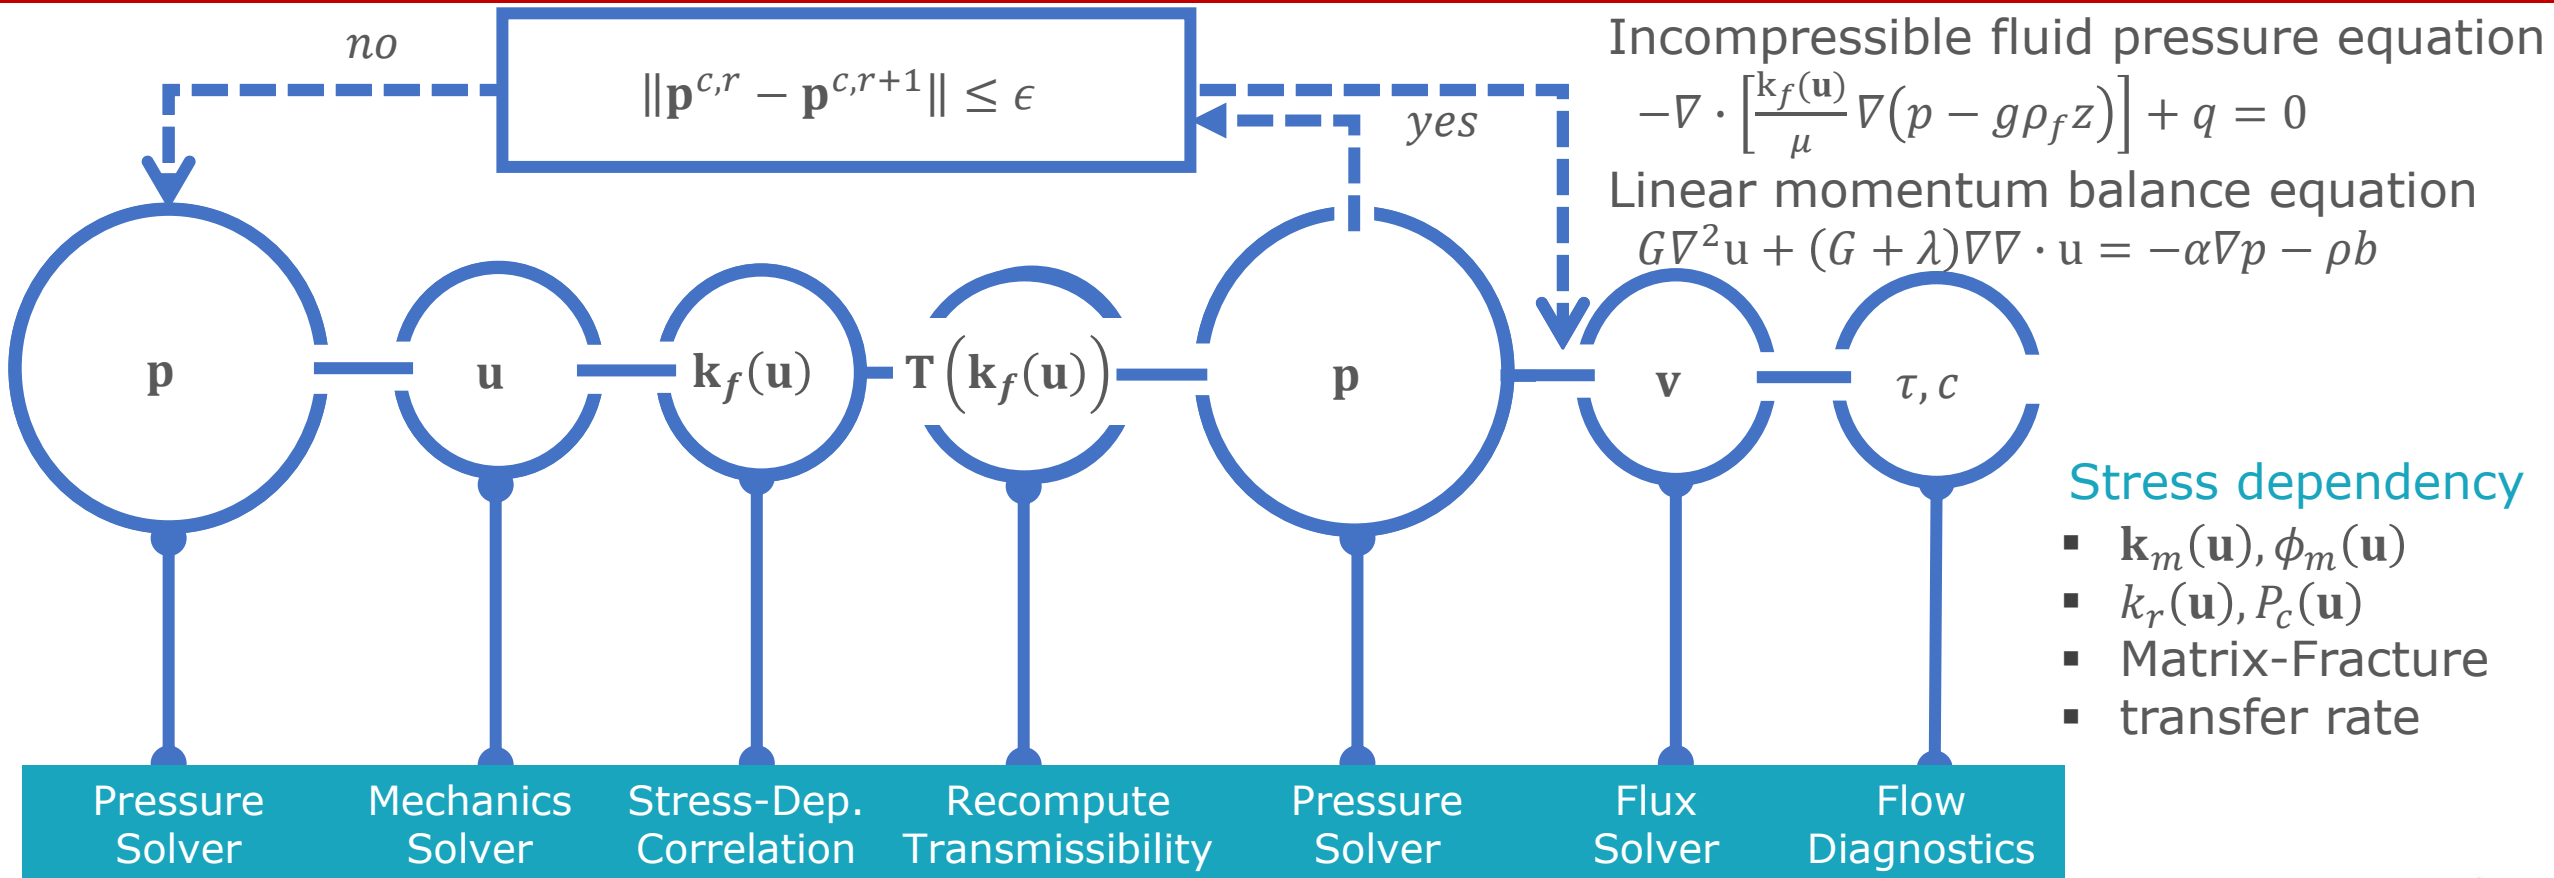 no
‖𝐩^{c,r} − 𝐩^{c,r+1}‖ ≤ ϵ
yes
Incompressible fluid pressure equation
−∇ · [k_f(𝐮)/μ ∇(p − gρ_f z)] + q = 0
Linear momentum balance equation
G∇²u + (G + λ)∇∇ · u = −α∇p − ρb
𝐩
𝐮
𝐤_f(𝐮)
𝐓(𝐤_f(𝐮))
𝐩
𝐯
τ, c
Stress dependency
▪ 𝐤_m(𝐮), ϕ_m(𝐮)
▪ k_r(𝐮), P_c(𝐮)
▪ Matrix-Fracture
▪ transfer rate
Pressure
Solver
Mechanics
Solver
Stress-Dep.
Correlation
Recompute
Transmissibility
Pressure
Solver
Flux
Solver
Flow
Diagnostics